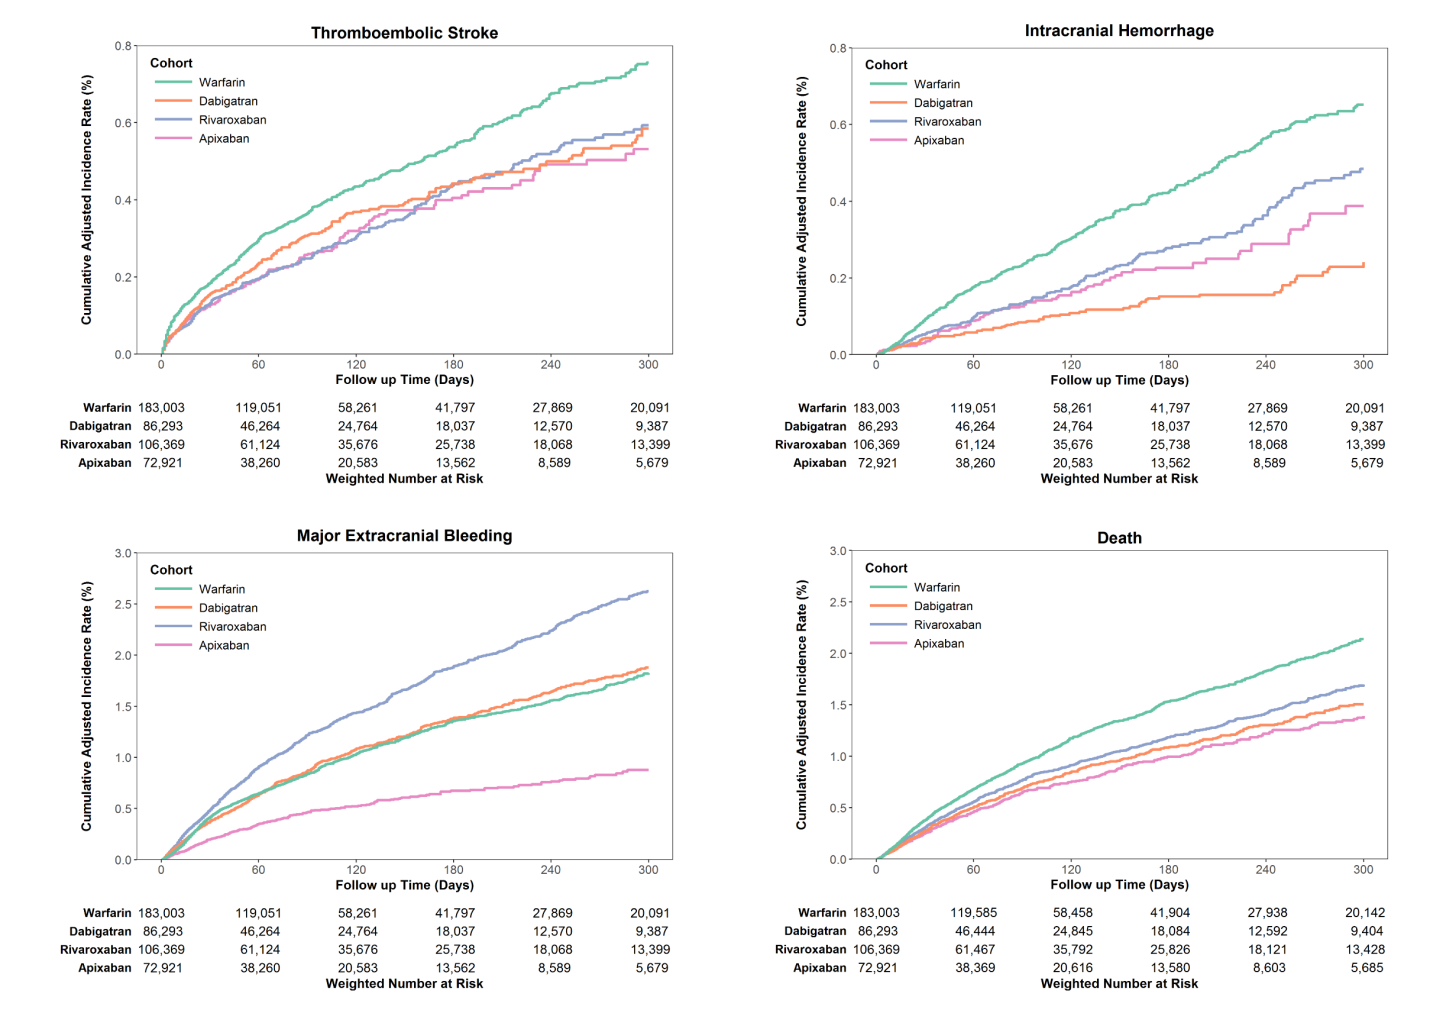 Thromboembolic Stroke
Cumulative Adjusted Incidence Rate (%)
0.8
0.6
0.4
0.2
0.0
Cohort
Warfarin
Dabigatran
Rivaroxaban
Apixaban
0 60 120 180 240 300
Follow up Time (Days)
Warfarin 183,003 119,051 58,261 41,797 27,869 20,091
Dabigatran 86,293 46,264 24,764 18,037 12,570 9,387
Rivaroxaban 106,369 61,124 35,676 25,738 18,068 13,399
Apixaban 72,921 38,260 20,583 13,562 8,589 5,679
Weighted Number at Risk
Intracranial Hemorrhage
Cumulative Adjusted Incidence Rate (%)
0.8
0.6
0.4
0.2
0.0
Cohort
Warfarin
Dabigatran
Rivaroxaban
Apixaban
0 60 120 180 240 300
Follow up Time (Days)
Warfarin 183,003 119,051 58,261 41,797 27,869 20,091
Dabigatran 86,293 46,264 24,764 18,037 12,570 9,387
Rivaroxaban 106,369 61,124 35,676 25,738 18,068 13,399
Apixaban 72,921 38,260 20,583 13,562 8,589 5,679
Weighted Number at Risk
Major Extracranial Bleeding
Cumulative Adjusted Incidence Rate (%)
3.0
2.5
2.0
1.5
1.0
0.5
0.0
Cohort
Warfarin
Dabigatran
Rivaroxaban
Apixaban
0 60 120 180 240 300
Follow up Time (Days)
Warfarin 183,003 119,051 58,261 41,797 27,869 20,091
Dabigatran 86,293 46,264 24,764 18,037 12,570 9,387
Rivaroxaban 106,369 61,124 35,676 25,738 18,068 13,399
Apixaban 72,921 38,260 20,583 13,562 8,589 5,679
Weighted Number at Risk
Death
Cumulative Adjusted Incidence Rate (%)
3.0
2.5
2.0
1.5
1.0
0.5
0.0
Cohort
Warfarin
Dabigatran
Rivaroxaban
Apixaban
0 60 120 180 240 300
Follow up Time (Days)
Warfarin 183,003 119,585 58,458 41,904 27,938 20,142
Dabigatran 86,293 46,444 24,845 18,084 12,592 9,404
Rivaroxaban 106,369 61,467 35,792 25,826 18,121 13,428
Apixaban 72,921 38,369 20,616 13,580 8,603 5,685
Weighted Number at Risk